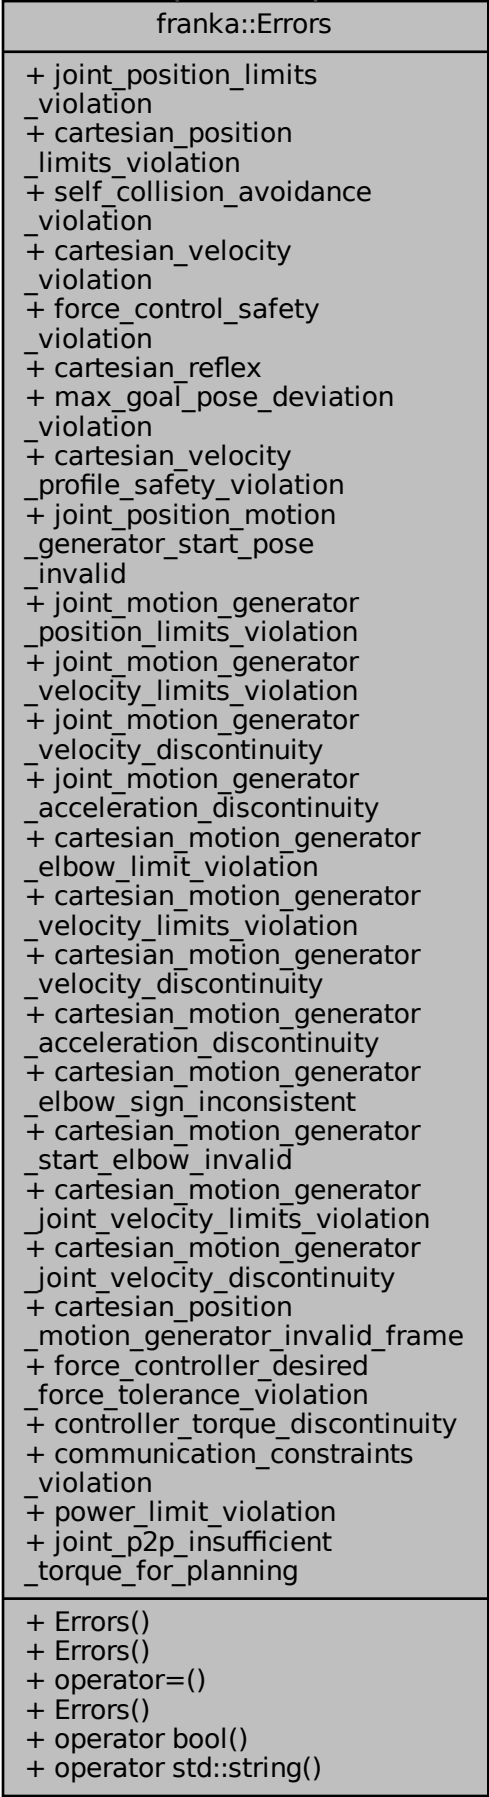 franka::Errors
+ joint_position_limits
_violation
+ cartesian_position
_limits_violation
+ self_collision_avoidance
_violation
+ cartesian_velocity
_violation
+ force_control_safety
_violation
+ cartesian_reflex
+ max_goal_pose_deviation
_violation
+ cartesian_velocity
_profile_safety_violation
+ joint_position_motion
_generator_start_pose
_invalid
+ joint_motion_generator
_position_limits_violation
+ joint_motion_generator
_velocity_limits_violation
+ joint_motion_generator
_velocity_discontinuity
+ joint_motion_generator
_acceleration_discontinuity
+ cartesian_motion_generator
_elbow_limit_violation
+ cartesian_motion_generator
_velocity_limits_violation
+ cartesian_motion_generator
_velocity_discontinuity
+ cartesian_motion_generator
_acceleration_discontinuity
+ cartesian_motion_generator
_elbow_sign_inconsistent
+ cartesian_motion_generator
_start_elbow_invalid
+ cartesian_motion_generator
_joint_velocity_limits_violation
+ cartesian_motion_generator
_joint_velocity_discontinuity
+ cartesian_position
_motion_generator_invalid_frame
+ force_controller_desired
_force_tolerance_violation
+ controller_torque_discontinuity
+ communication_constraints
_violation
+ power_limit_violation
+ joint_p2p_insufficient
_torque_for_planning
+ Errors()
+ Errors()
+ operator=()
+ Errors()
+ operator bool()
+ operator std::string()